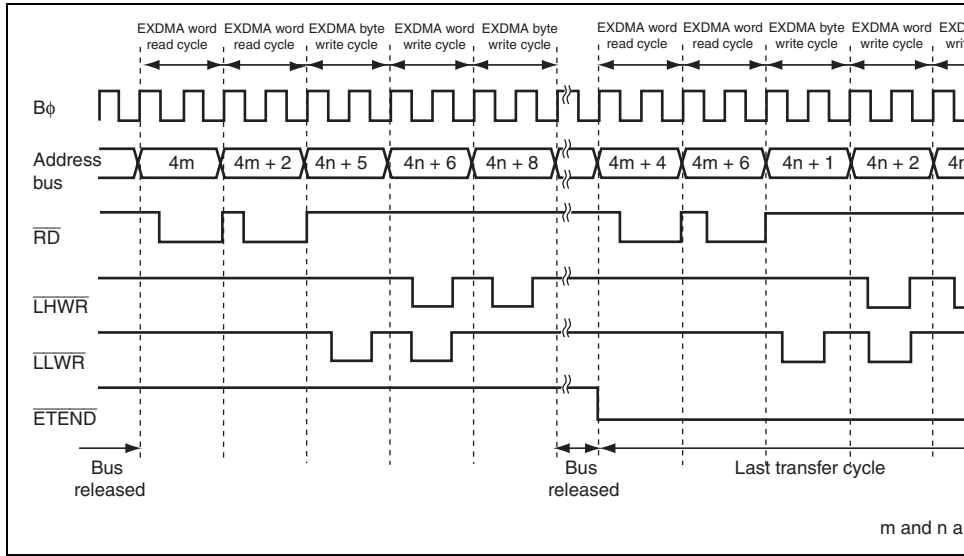 EXDMA word read cycle
EXDMA word read cycle
EXDMA byte write cycle
EXDMA word write cycle
EXDMA byte write cycle
EXDMA word read cycle
EXDMA word read cycle
EXDMA byte write cycle
EXDMA word write cycle
Bϕ
Address bus
4m
4m + 2
4n + 5
4n + 6
4n + 8
4m + 4
4m + 6
4n + 1
4n + 2
RD
LHWR
LLWR
ETEND
Bus released
Bus released
Last transfer cycle
m and n a